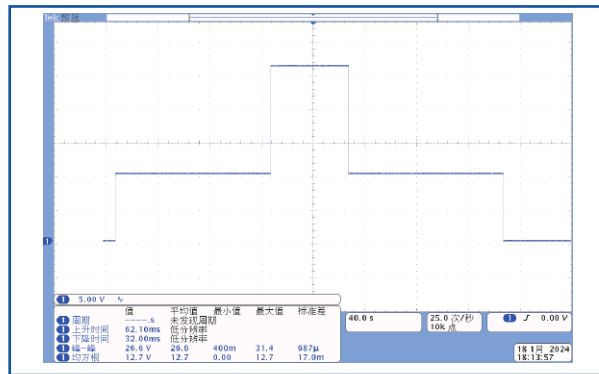 Tek 预览
1
1 5.00 V
值 平均值 最小值 最大值 标准差
1 周期 ----.s 未发现周期
1 上升时间 62.10ms 低分辨率
1 下降时间 32.00ms 低分辨率
1 峰-峰 26.6 V 26.6 400m 31.4 687µ
1 均方根 12.7 V 12.7 0.00 12.7 17.0m
40.0 s
25.0 次/秒
10k 点
1 0.00 V
18 1月 2024
18:13:57